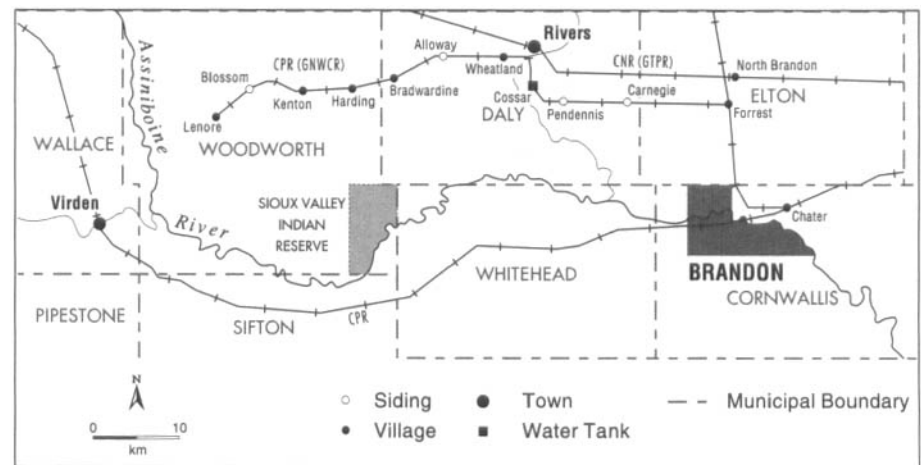 Assiniboine
River
Rivers
Alloway
CPR (GNWCR)
CNR (GTPR)
North Brandon
Blossom
Wheatland
Kenton
Harding
Bradwardine
Cossar
Carnegie
ELTON
Lenore
DALY
Pendennis
Forrest
WALLACE
WOODWORTH
Virden
SIOUX VALLEY
INDIAN
RESERVE
Chater
WHITEHEAD
BRANDON
CORNWALLIS
PIPESTONE
SIFTON
CPR
N
0 10
km
Siding
Town
Municipal Boundary
Village
Water Tank